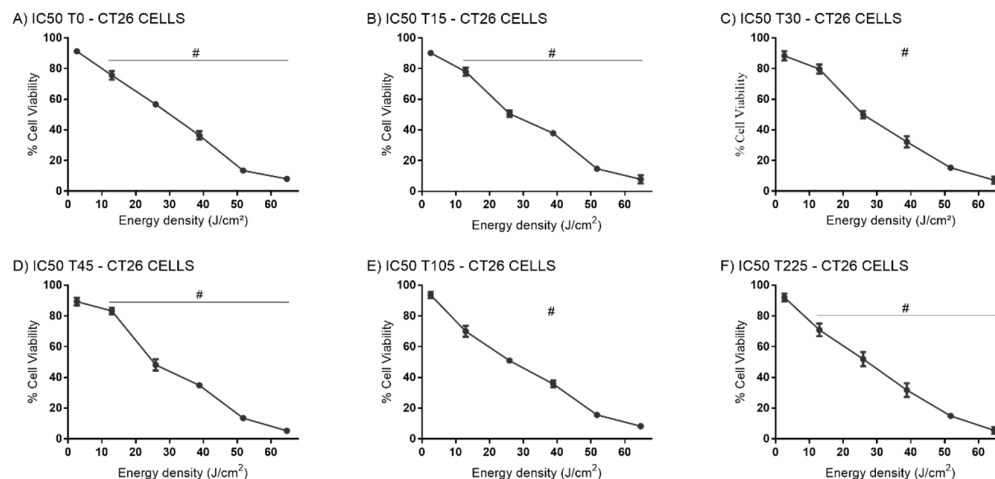 A) IC50 T0 - CT26 CELLS
#
% Cell Viability
100
80
60
40
20
0
0 10 20 30 40 50 60
Energy density (J/cm²)
B) IC50 T15 - CT26 CELLS
#
% Cell Viability
100
80
60
40
20
0
0 10 20 30 40 50 60
Energy density (J/cm²)
C) IC50 T30 - CT26 CELLS
#
% Cell Viability
100
80
60
40
20
0
0 10 20 30 40 50 60
Energy density (J/cm²)
D) IC50 T45 - CT26 CELLS
#
% Cell Viability
100
80
60
40
20
0
0 10 20 30 40 50 60
Energy density (J/cm²)
E) IC50 T105 - CT26 CELLS
#
% Cell Viability
100
80
60
40
20
0
0 10 20 30 40 50 60
Energy density (J/cm²)
F) IC50 T225 - CT26 CELLS
#
% Cell Viability
100
80
60
40
20
0
0 10 20 30 40 50 60
Energy density (J/cm²)